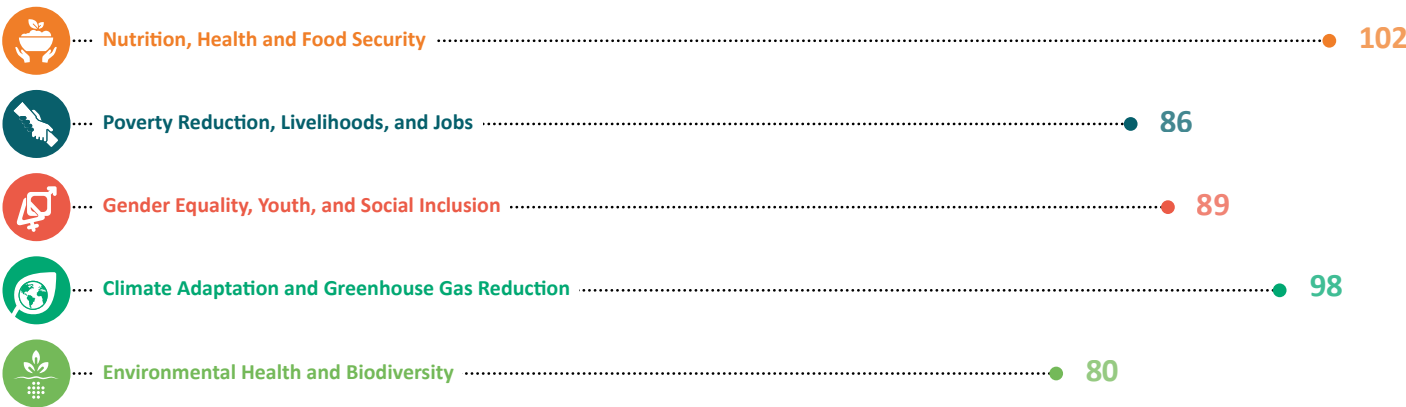 Nutrition, Health and Food Security 102
Poverty Reduction, Livelihoods, and Jobs 86
Gender Equality, Youth, and Social Inclusion 89
Climate Adaptation and Greenhouse Gas Reduction 98
Environmental Health and Biodiversity 80